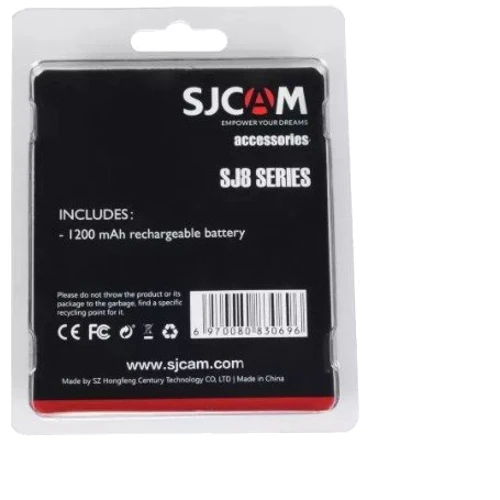 SJCAM
EMPOWER YOUR DREAMS
accessories
SJ8 SERIES
INCLUDES:
- 1200 mAh rechargeable battery
Please do not throw the product or its
package to the garbage, find a specific
recycling point for it.
CE FC
6 970080 830696
www.sjcam.com
Made by SZ Hongfeng Century Technology CO, LTD | Made in China